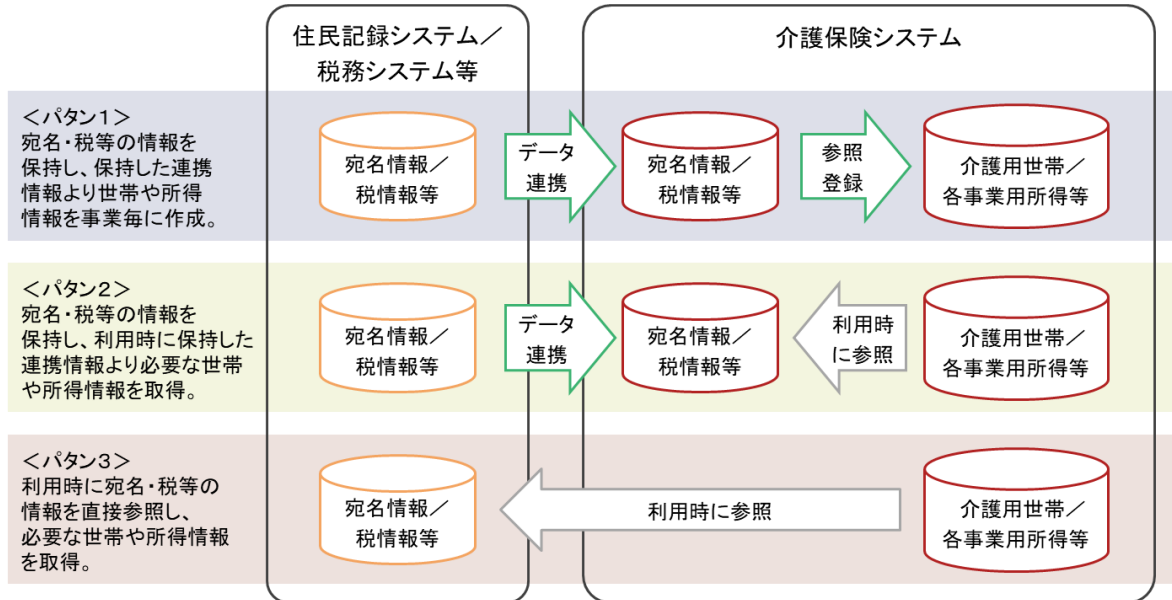 住民記録システム／
税務システム等
介護保険システム
＜パタン１＞
宛名・税等の情報を
保持し、保持した連携
情報より世帯や所得
情報を事業毎に作成。
宛名情報／
税情報等
データ
連携
宛名情報／
税情報等
参照
登録
介護用世帯／
各事業用所得等
＜パタン２＞
宛名・税等の情報を
保持し、利用時に保持した
連携情報より必要な世帯
や所得情報を取得。
宛名情報／
税情報等
データ
連携
宛名情報／
税情報等
利用時
に参照
介護用世帯／
各事業用所得等
＜パタン３＞
利用時に宛名・税等の
情報を直接参照し、
必要な世帯や所得情報
を取得。
宛名情報／
税情報等
利用時に参照
介護用世帯／
各事業用所得等